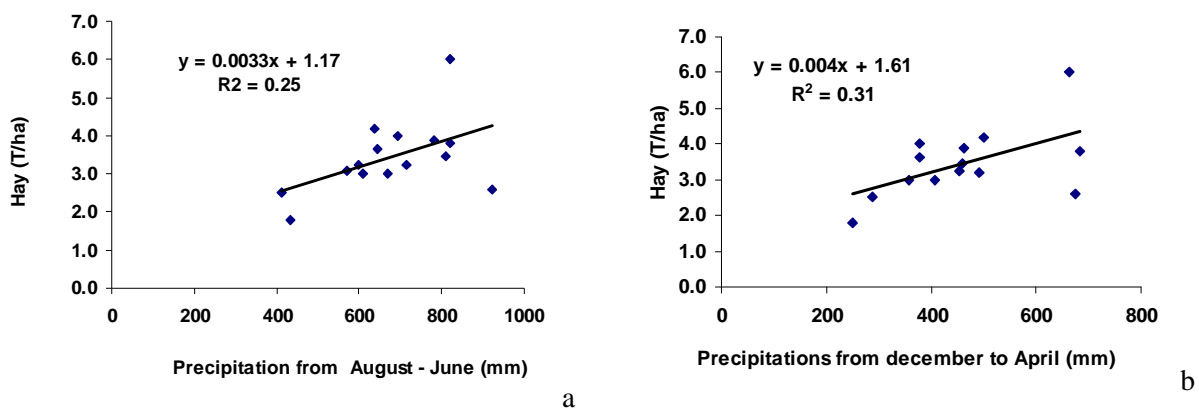 7.0
6.0
5.0
4.0
3.0
2.0
1.0
0.0
Hay (T/ha)
y = 0.0033x + 1.17
R2 = 0.25
0 200 400 600 800 1000
Precipitation from August - June (mm)
a
7.0
6.0
5.0
4.0
3.0
2.0
1.0
0.0
Hay (T/ha)
y = 0.004x + 1.61
R² = 0.31
0 200 400 600 800
Precipitations from december to April (mm)
b